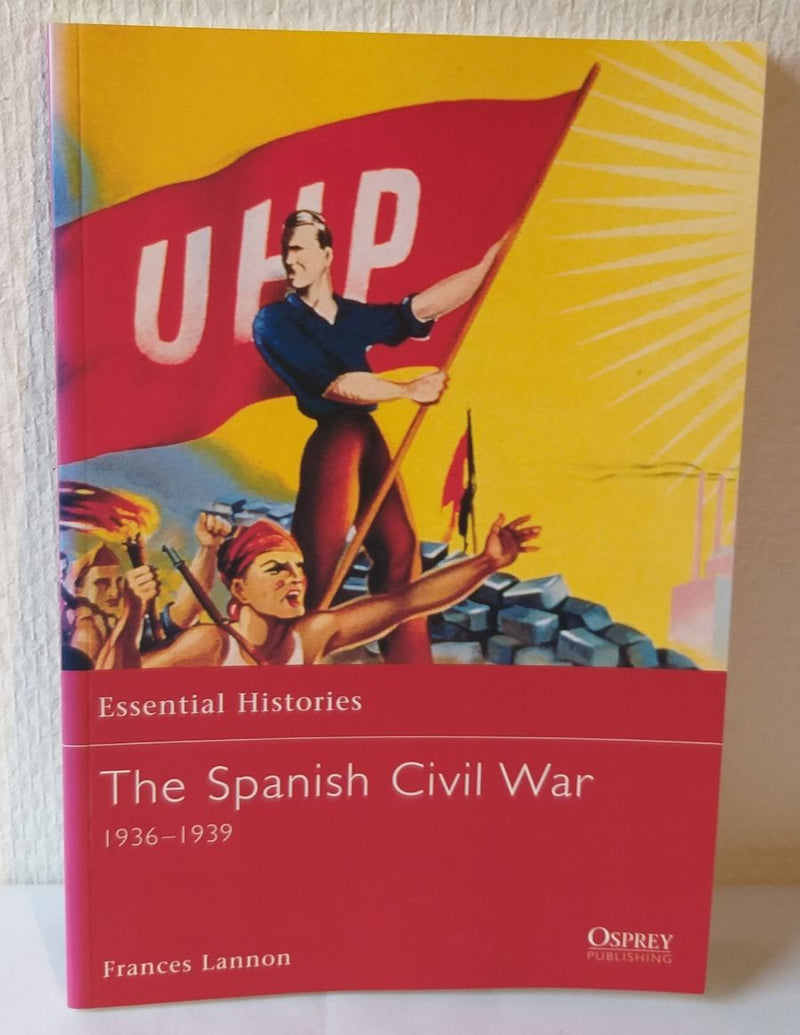 UHP
Essential Histories
The Spanish Civil War
1936–1939
Frances Lannon
OSPREY
PUBLISHING